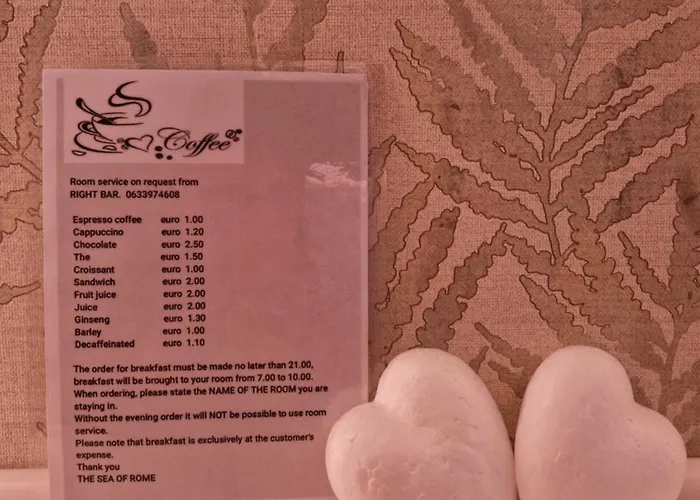 Coffee
Room service on request from
RIGHT BAR. 0633974608
Espresso coffee euro 1.00
Cappuccino euro 1.20
Chocolate euro 2.50
The euro 1.50
Croissant euro 1.00
Sandwich euro 2.00
Fruit juice euro 2.00
Juice euro 2.00
Ginseng euro 1.30
Barley euro 1.00
Decaffeinated euro 1.10
The order for breakfast must be made no later than 21.00,
breakfast will be brought to your room from 7.00 to 10.00.
When ordering, please state the NAME OF THE ROOM you are
staying in.
Without the evening order it will NOT be possible to use room
service.
Please note that breakfast is exclusively at the customer's
expense.
Thank you
THE SEA OF ROME